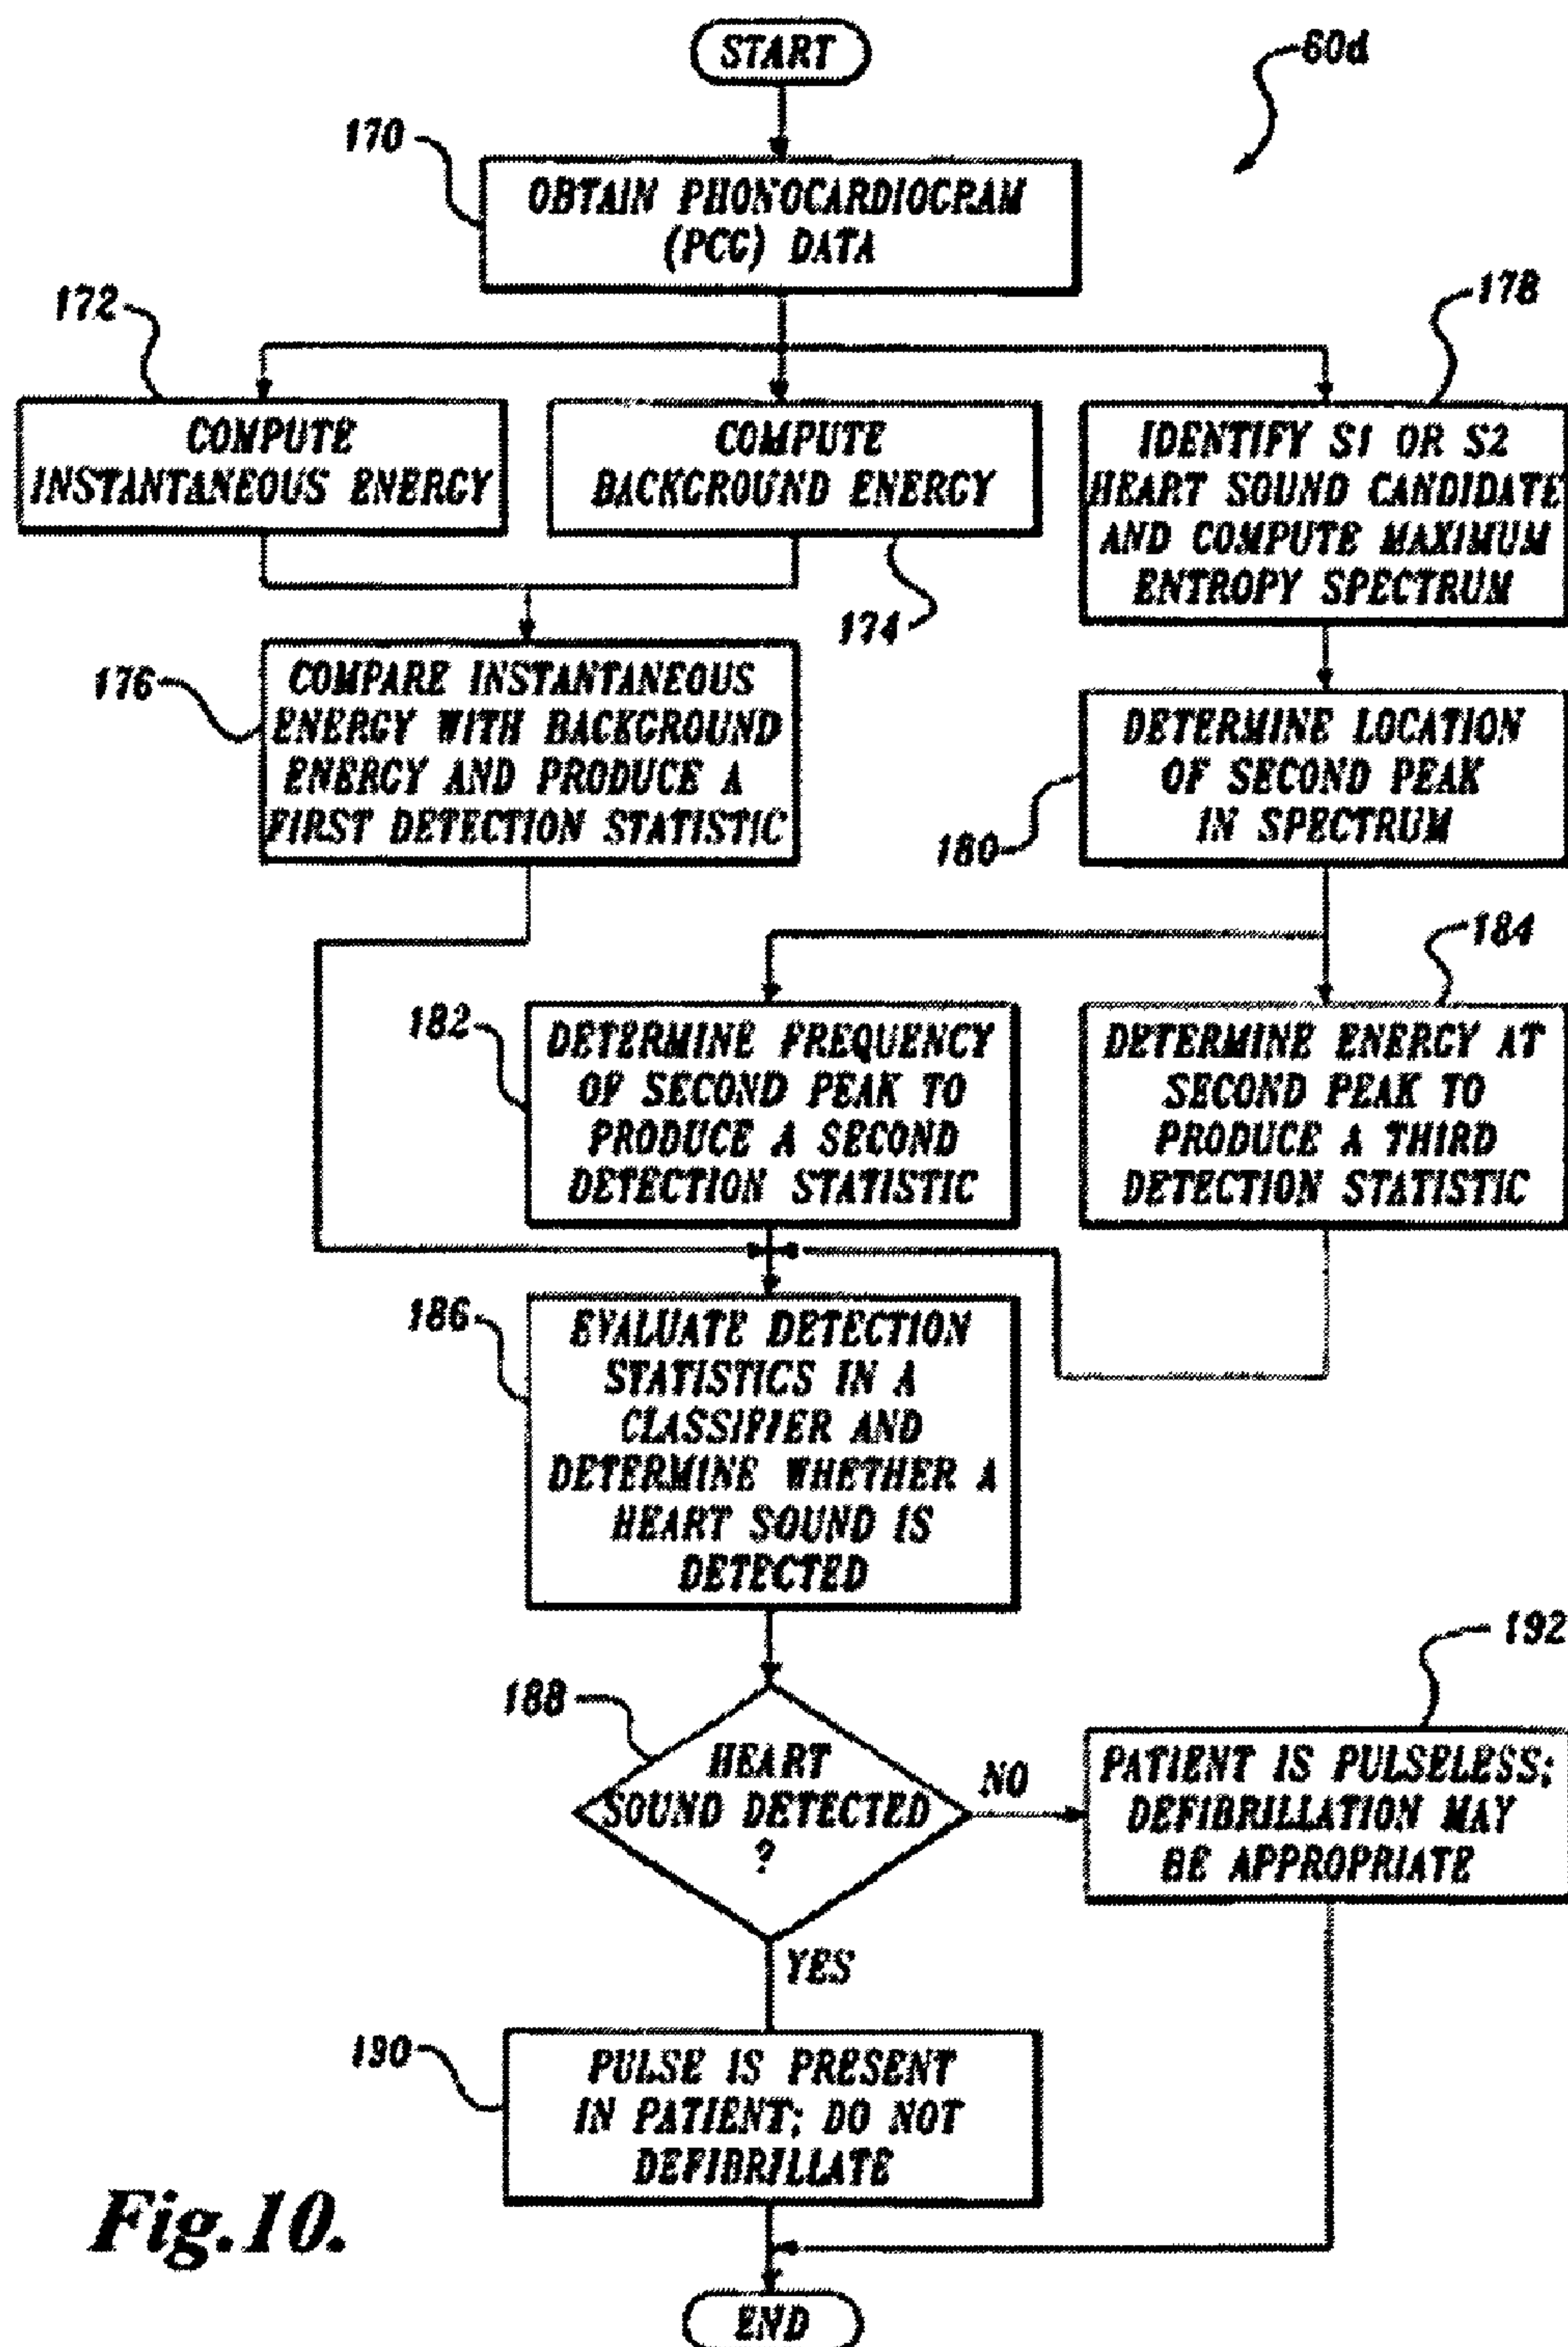 START
60d
170
OBTAIN PHONOCARDIOGRAM
(PCG) DATA
172
178
COMPUTE
INSTANTANEOUS ENERGY
COMPUTE
BACKGROUND ENERGY
IDENTIFY S1 OR S2
HEART SOUND CANDIDATE
AND COMPUTE MAXIMUM
ENTROPY SPECTRUM
174
176
COMPARE INSTANTANEOUS
ENERGY WITH BACKGROUND
ENERGY AND PRODUCE A
FIRST DETECTION STATISTIC
DETERMINE LOCATION
OF SECOND PEAK
IN SPECTRUM
180
184
182
DETERMINE FREQUENCY
OF SECOND PEAK TO
PRODUCE A SECOND
DETECTION STATISTIC
DETERMINE ENERGY AT
SECOND PEAK TO
PRODUCE A THIRD
DETECTION STATISTIC
186
EVALUATE DETECTION
STATISTICS IN A
CLASSIFIER AND
DETERMINE WHETHER A
HEART SOUND IS
DETECTED
192
188
HEART
SOUND DETECTED
?
NO
PATIENT IS PULSELESS;
DEFIBRILLATION MAY
BE APPROPRIATE
YES
190
PULSE IS PRESENT
IN PATIENT; DO NOT
DEFIBRILLATE
Fig.10.
END